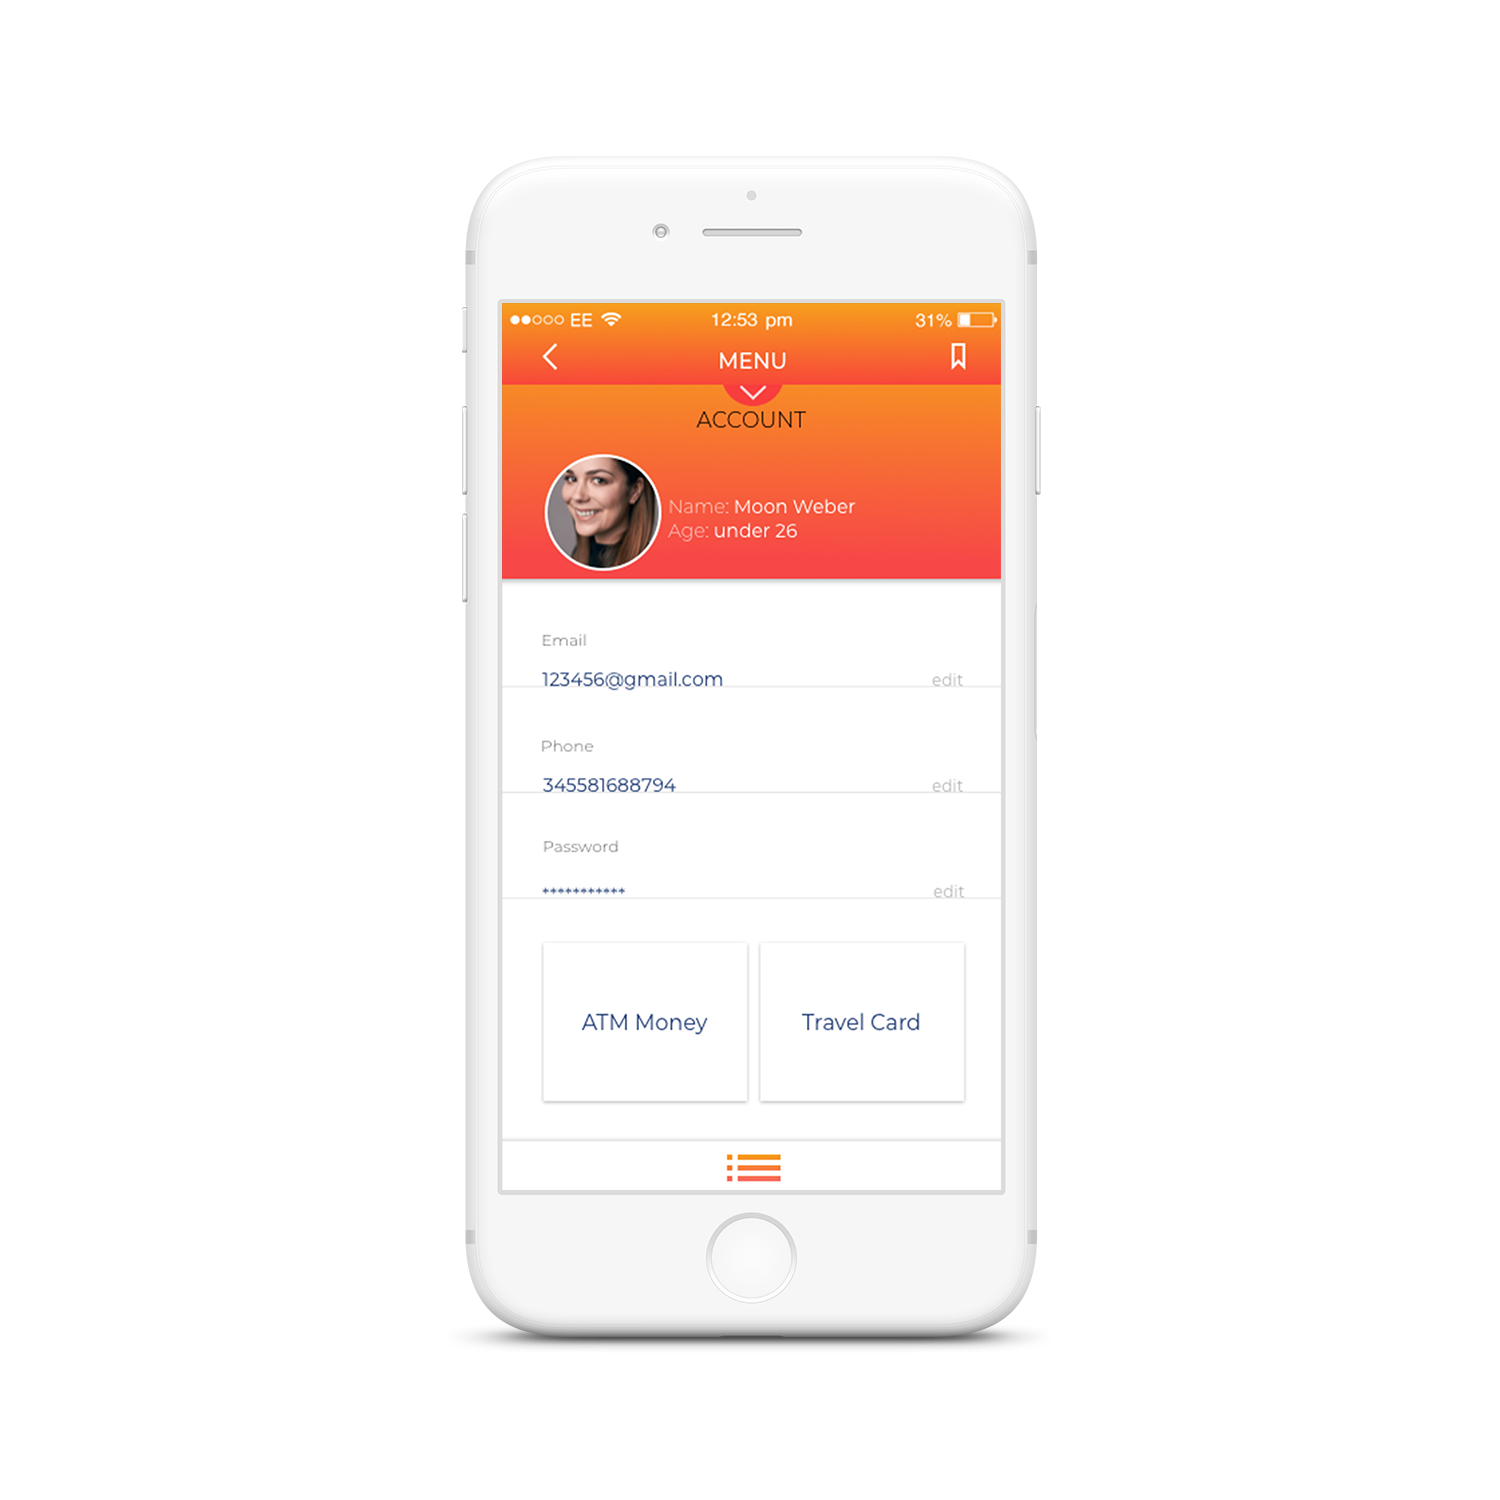 EE 12:53 pm 31%
MENU
ACCOUNT
Name: Moon Weber
Age: under 26
Email
123456@gmail.com edit
Phone
345581688794 edit
Password
*********** edit
ATM Money Travel Card